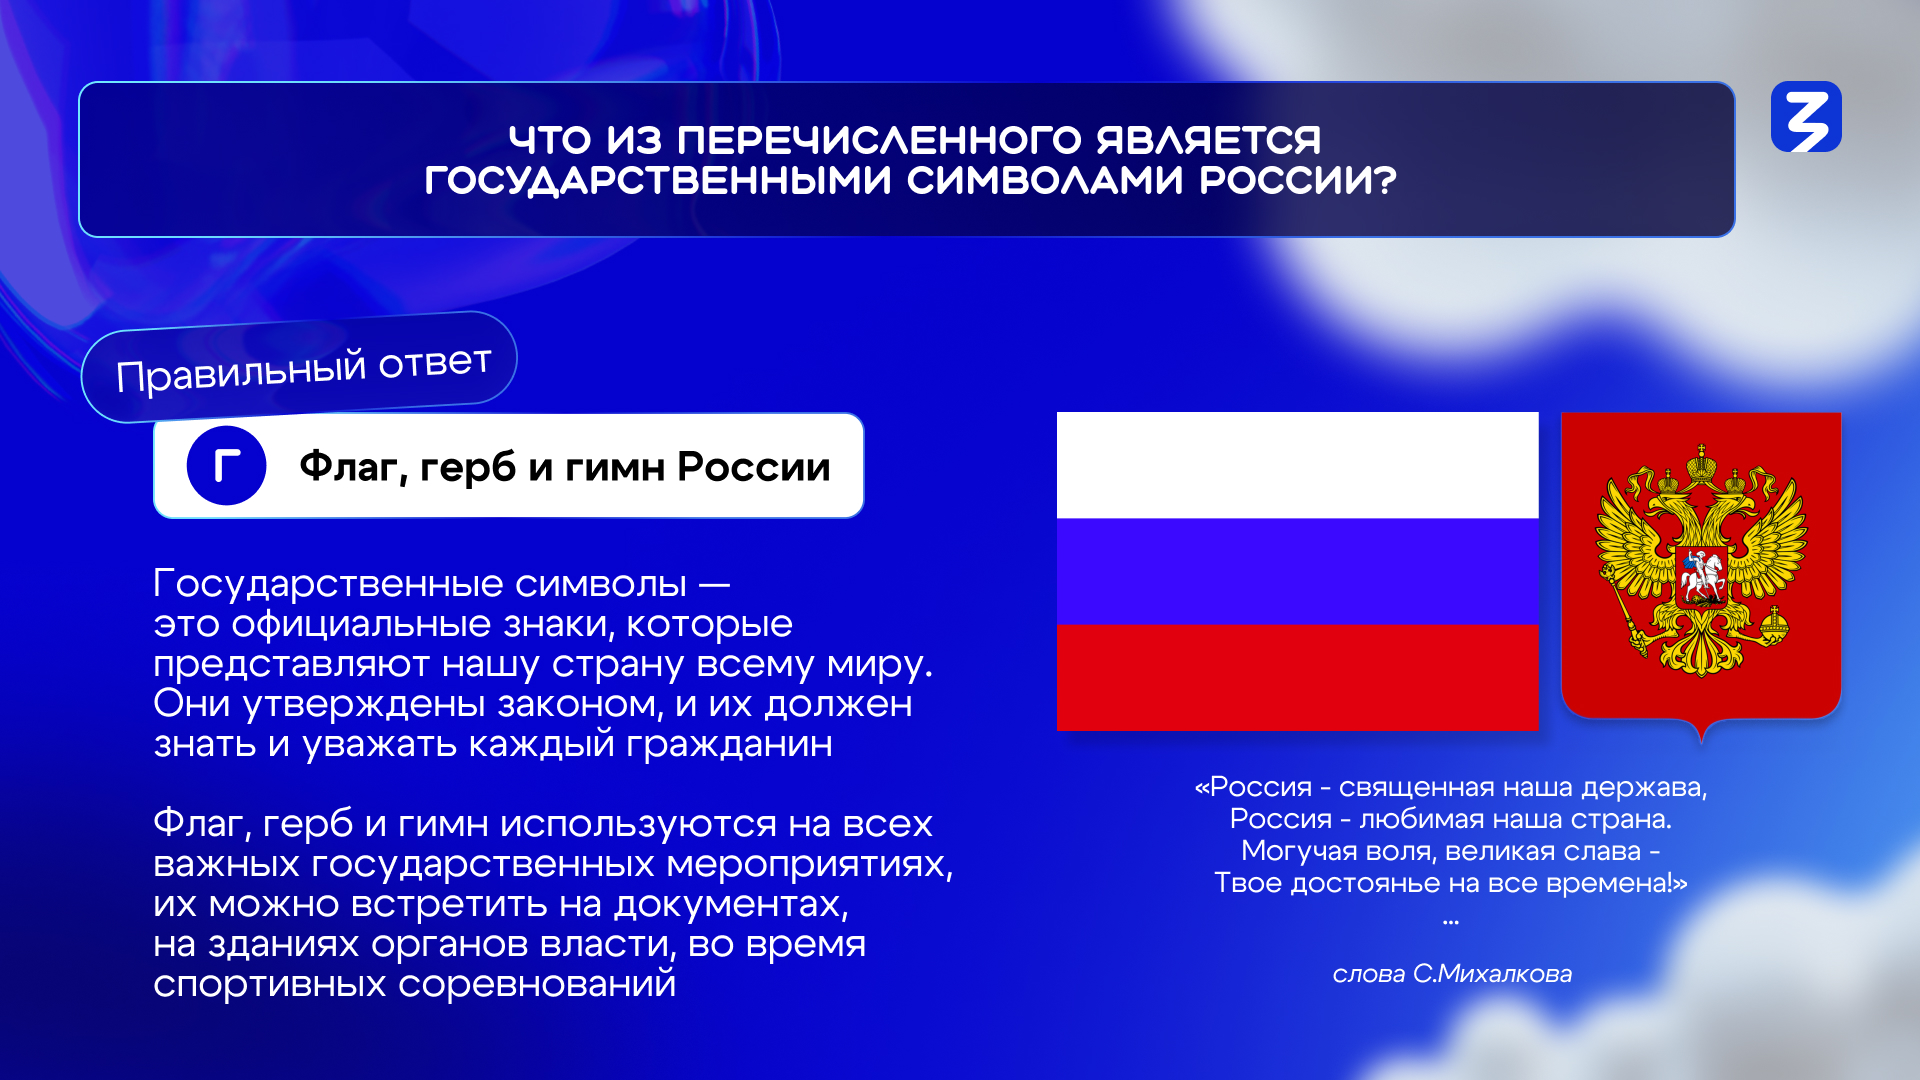 ЧТО ИЗ ПЕРЕЧИСЛЕННОГО ЯВЛЯЕТСЯ
ГОСУДАРСТВЕННЫМИ СИМВОЛАМИ РОССИИ?
Правильный ответ
Г Флаг, герб и гимн России
Государственные символы —
это официальные знаки, которые
представляют нашу страну всему миру.
Они утверждены законом, и их должен
знать и уважать каждый гражданин
Флаг, герб и гимн используются на всех
важных государственных мероприятиях,
их можно встретить на документах,
на зданиях органов власти, во время
спортивных соревнований
«Россия - священная наша держава,
Россия - любимая наша страна.
Могучая воля, великая слава -
Твое достоянье на все времена!»
...
слова С.Михалкова